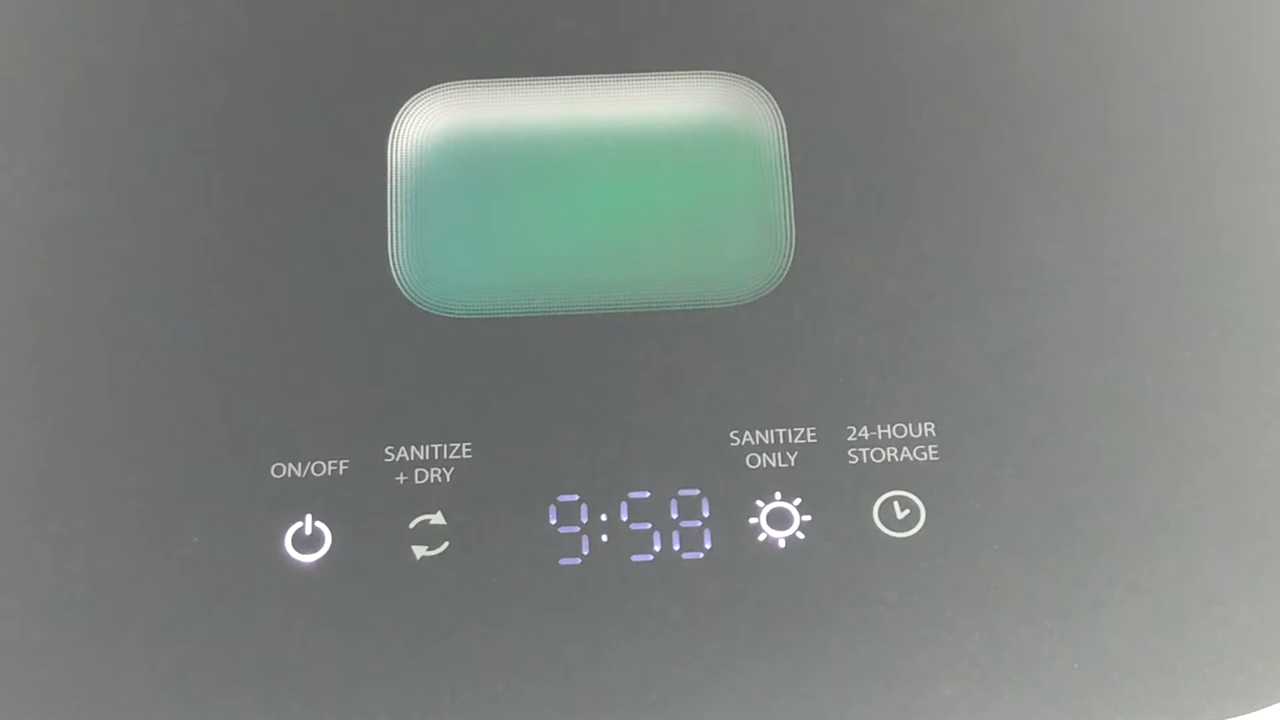 ON/OFF
SANITIZE
+ DRY
9:58
SANITIZE
ONLY
24-HOUR
STORAGE